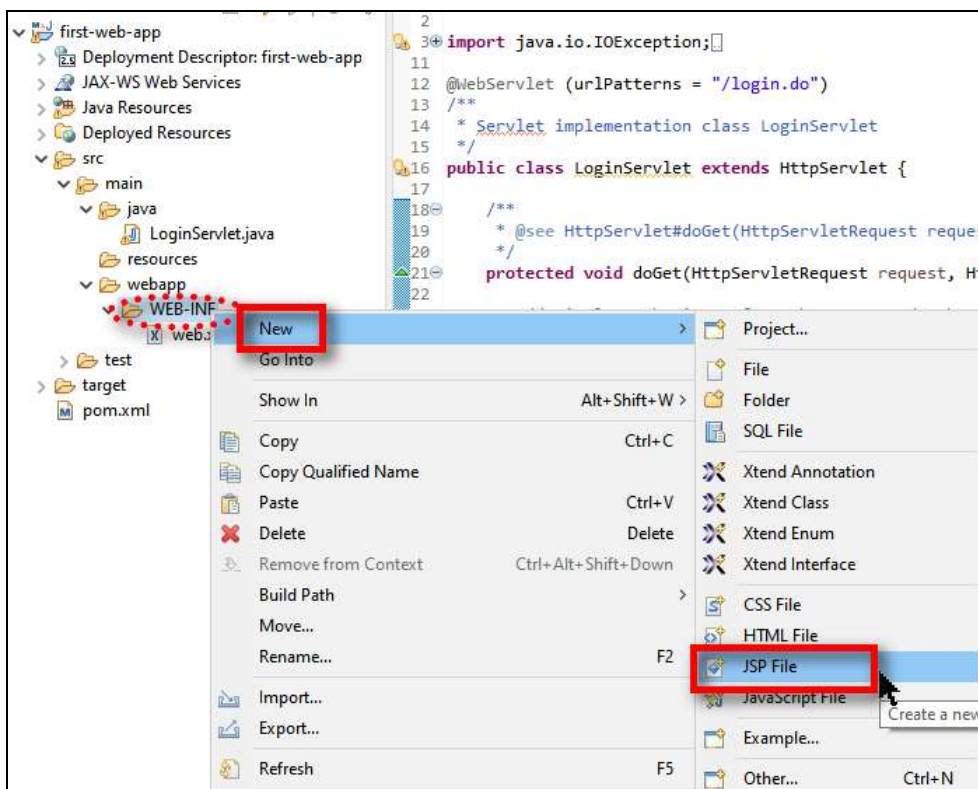 first-web-app
Deployment Descriptor: first-web-app
JAX-WS Web Services
Java Resources
Deployed Resources
src
main
java
LoginServlet.java
resources
webapp
WEB-INF
web.
test
target
pom.xml
2
3 import java.io.IOException;
11
12 @WebServlet (urlPatterns = "/login.do")
13 /**
14 * Servlet implementation class LoginServlet
15 */
16 public class LoginServlet extends HttpServlet {
17
18 /**
19 * @see HttpServlet#doGet(HttpServletRequest reques
20 */
21 protected void doGet(HttpServletRequest request, H
22
New
Go Into
Show In Alt+Shift+W >
Copy Ctrl+C
Copy Qualified Name
Paste Ctrl+V
Delete Delete
Remove from Context Ctrl+Alt+Shift+Down
Build Path
Move...
Rename... F2
Import...
Export...
Refresh F5
Project...
File
Folder
SQL File
Xtend Annotation
Xtend Class
Xtend Enum
Xtend Interface
CSS File
HTML File
JSP File
JavaScript File
Create a new
Example...
Other... Ctrl+N